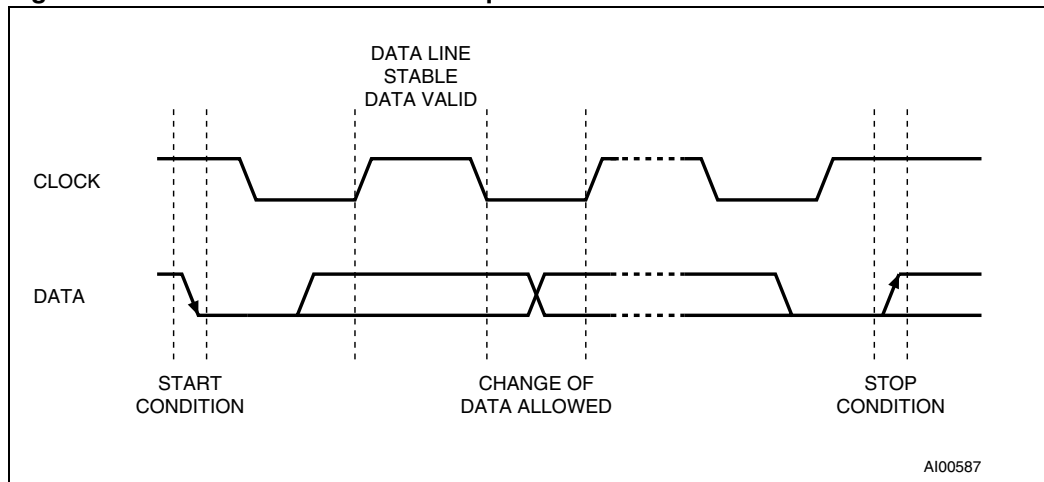 DATA LINE
STABLE
DATA VALID
CLOCK
DATA
START
CONDITION
CHANGE OF
DATA ALLOWED
STOP
CONDITION
AI00587